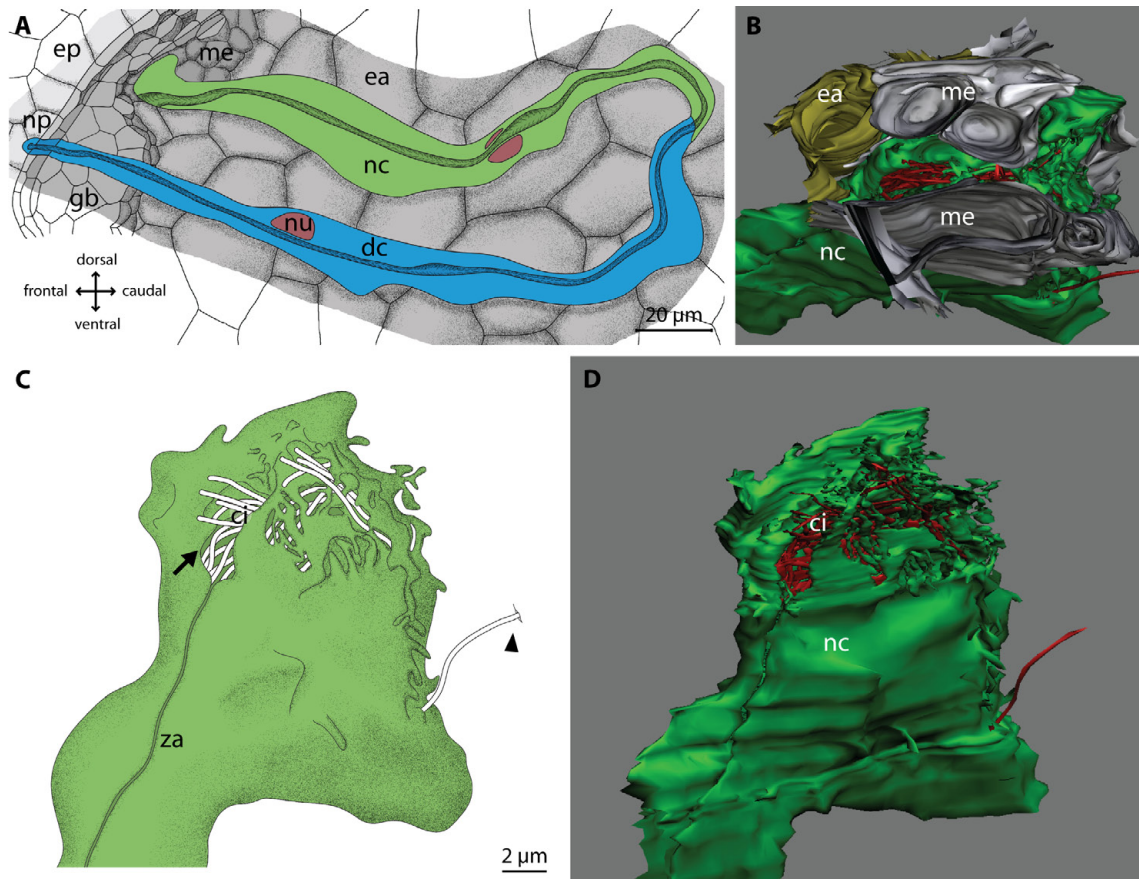 A
ep
me
ea
np
nc
gb
nu
dc
dorsal
frontal
caudal
ventral
20 µm
B
ea
me
me
nc
C
ci
za
2 µm
D
ci
nc